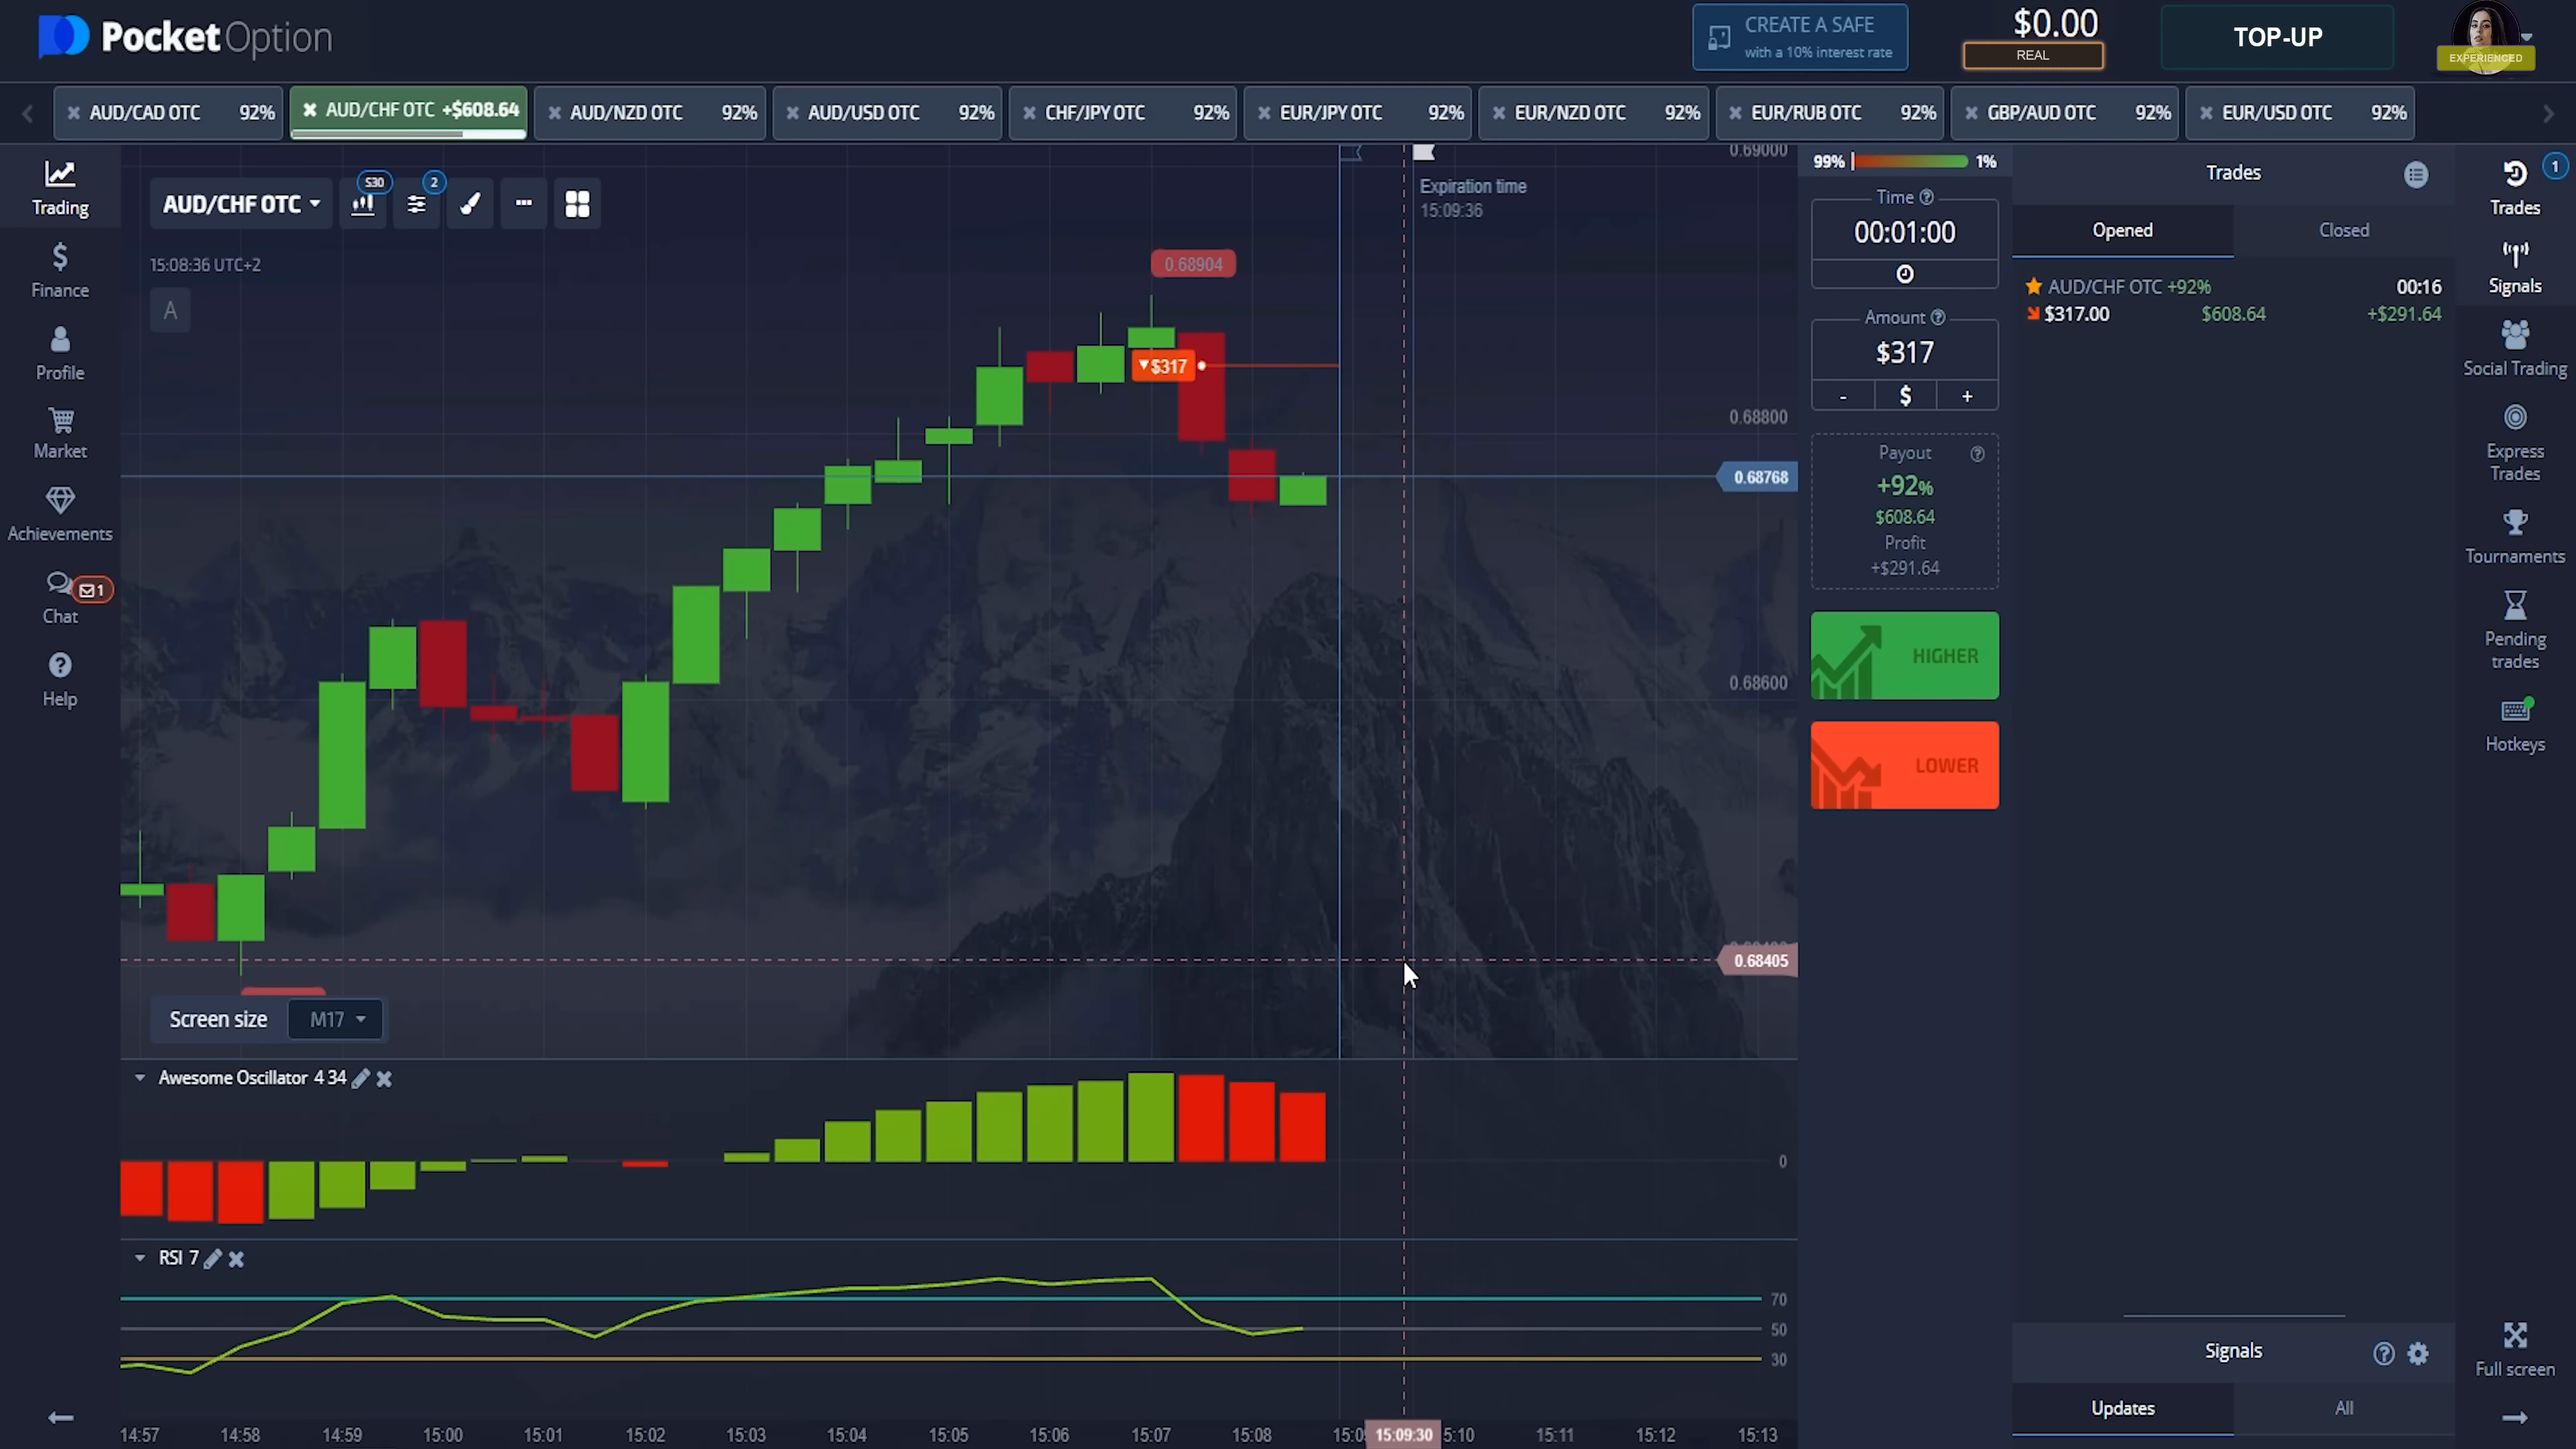 PocketOption
CREATE A SAFE
with a 10% interest rate
$0.00
REAL
TOP-UP
EXPERIENCED
AUD/CAD OTC 92%
AUD/CHF OTC +$608.64
AUD/NZD OTC 92%
AUD/USD OTC 92%
CHF/JPY OTC 92%
EUR/JPY OTC 92%
EUR/NZD OTC 92%
EUR/RUB OTC 92%
GBP/AUD OTC 92%
EUR/USD OTC 92%
Trading
Finance
Profile
Market
Achievements
1
Chat
Help
AUD/CHF OTC
S30
2
15:08:36 UTC+2
A
Expiration time
15:09:36
0.69000
0.68904
$317
0.68800
0.68768
0.68600
0.68405
Screen size M17
Awesome Oscillator 4 34
0
RSI 7
70
50
30
14:57 14:58 14:59 15:00 15:01 15:02 15:03 15:04 15:05 15:06 15:07 15:08 15:09:30 5:10 15:11 15:12 15:13
99% 1%
Time
00:01:00
Amount
$317
- $ +
Payout
+92%
$608.64
Profit
+$291.64
HIGHER
LOWER
Trades
Opened Closed
AUD/CHF OTC +92% 00:16
$317.00 $608.64 +$291.64
Signals
Updates All
1
Trades
Signals
Social Trading
Express
Trades
Tournaments
Pending
trades
Hotkeys
Full screen